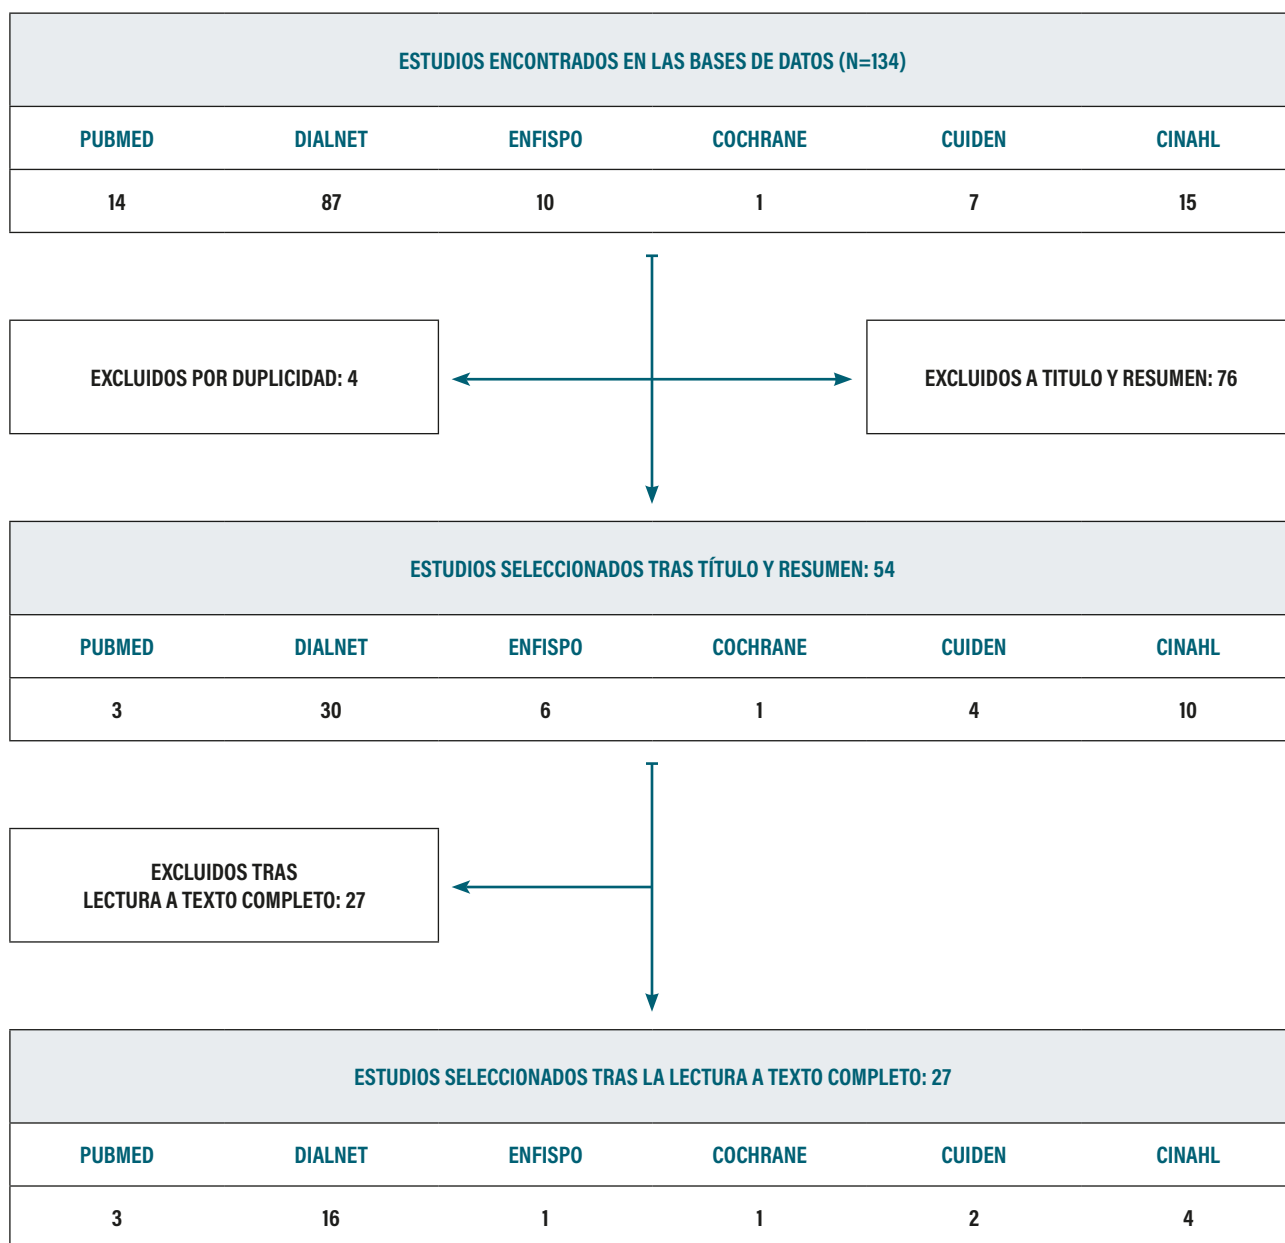 ESTUDIOS ENCONTRADOS EN LAS BASES DE DATOS (N=134)
PUBMED DIALNET ENFISPO COCHRANE CUIDEN CINAHL
14 87 10 1 7 15
EXCLUIDOS POR DUPLICIDAD: 4
EXCLUIDOS A TITULO Y RESUMEN: 76
ESTUDIOS SELECCIONADOS TRAS TÍTULO Y RESUMEN: 54
PUBMED DIALNET ENFISPO COCHRANE CUIDEN CINAHL
3 30 6 1 4 10
EXCLUIDOS TRAS
LECTURA A TEXTO COMPLETO: 27
ESTUDIOS SELECCIONADOS TRAS LA LECTURA A TEXTO COMPLETO: 27
PUBMED DIALNET ENFISPO COCHRANE CUIDEN CINAHL
3 16 1 1 2 4